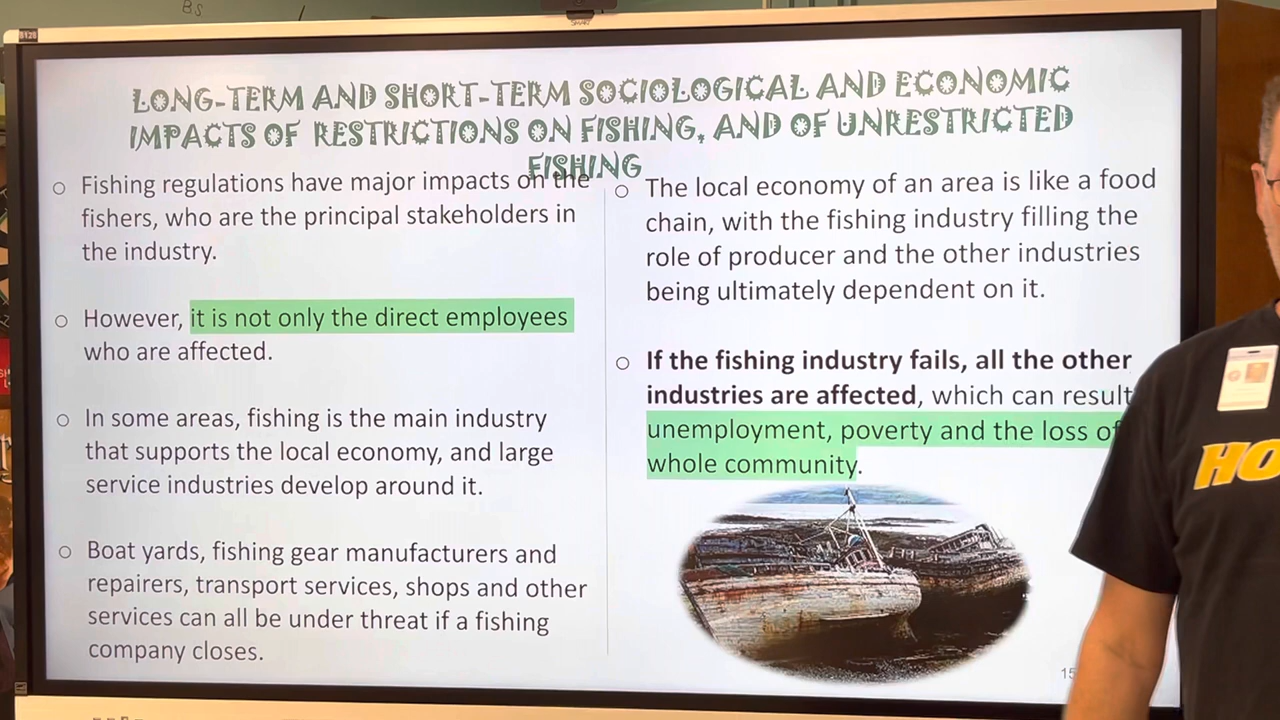 BS
SMART
LONG-TERM AND SHORT-TERM SOCIOLOGICAL AND ECONOMIC
IMPACTS OF RESTRICTIONS ON FISHING, AND OF UNRESTRICTED
FISHING
○ Fishing regulations have major impacts on the
fishers, who are the principal stakeholders in
the industry.
○ However, it is not only the direct employees
who are affected.
○ In some areas, fishing is the main industry
that supports the local economy, and large
service industries develop around it.
○ Boat yards, fishing gear manufacturers and
repairers, transport services, shops and other
services can all be under threat if a fishing
company closes.
○ The local economy of an area is like a food
chain, with the fishing industry filling the
role of producer and the other industries
being ultimately dependent on it.
○ If the fishing industry fails, all the other
industries are affected, which can result
unemployment, poverty and the loss of
whole community.
15
HO